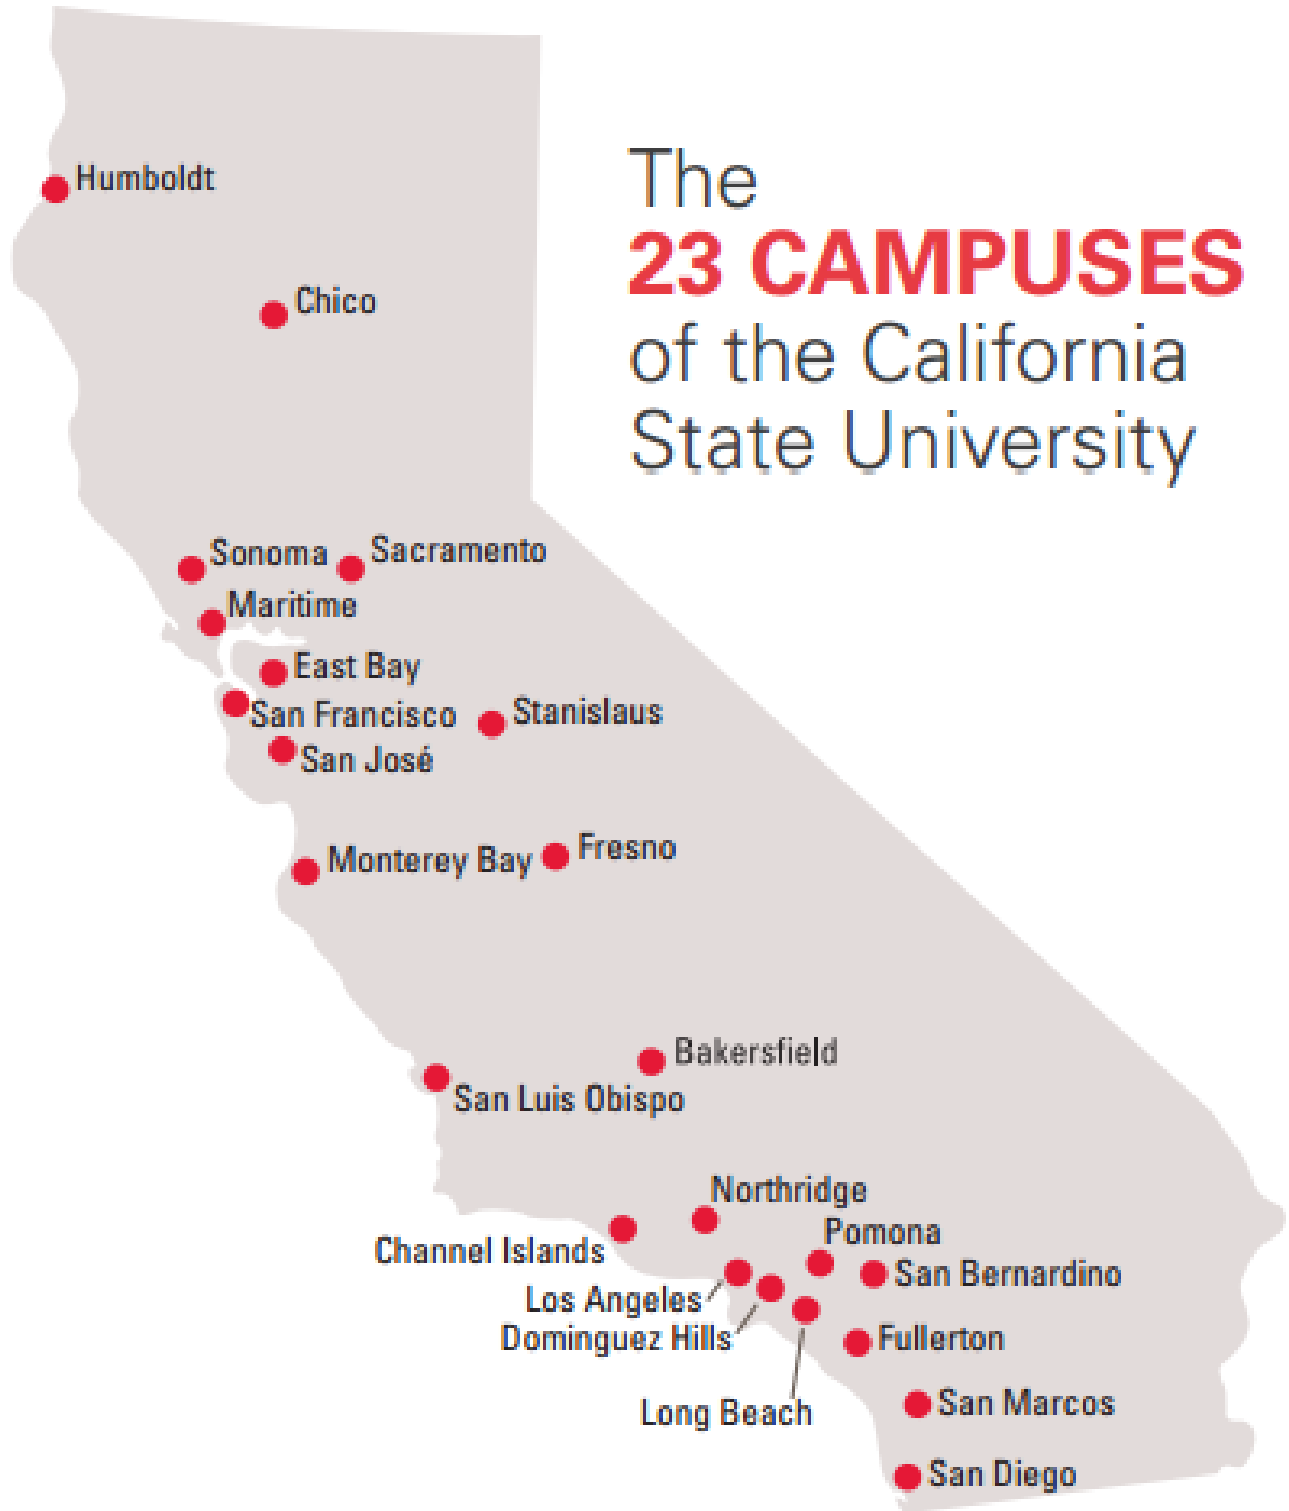 The
23 CAMPUSES
of the California
State University
Humboldt
Chico
Sonoma
Sacramento
Maritime
East Bay
San Francisco
Stanislaus
San José
Monterey Bay
Fresno
Bakersfield
San Luis Obispo
Northridge
Pomona
Channel Islands
San Bernardino
Los Angeles
Dominguez Hills
Fullerton
Long Beach
San Marcos
San Diego